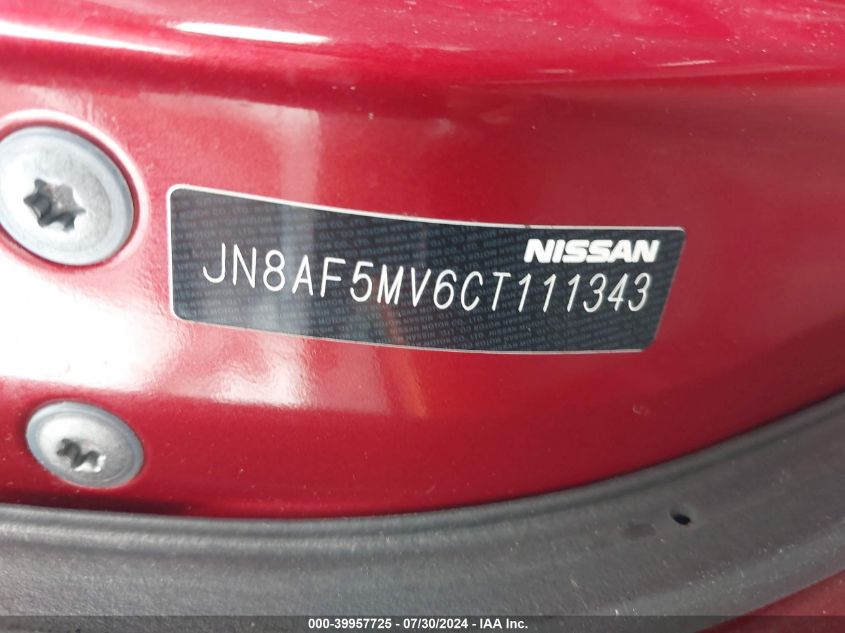 NISSAN
JN8AF5MV6CT111343
000-39957725 / 07/30/2024 - IAA Inc.